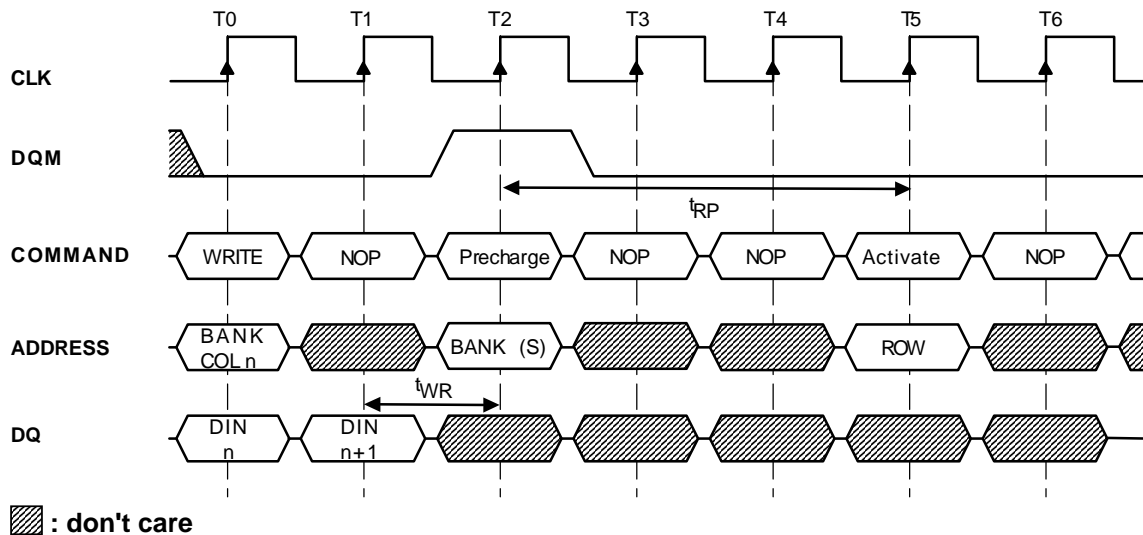 T0 T1 T2 T3 T4 T5 T6
CLK
DQM
tRP
COMMAND WRITE NOP Precharge NOP NOP Activate NOP
ADDRESS BANK COL n BANK (S) ROW
tWR
DQ DIN n DIN n+1
: don't care